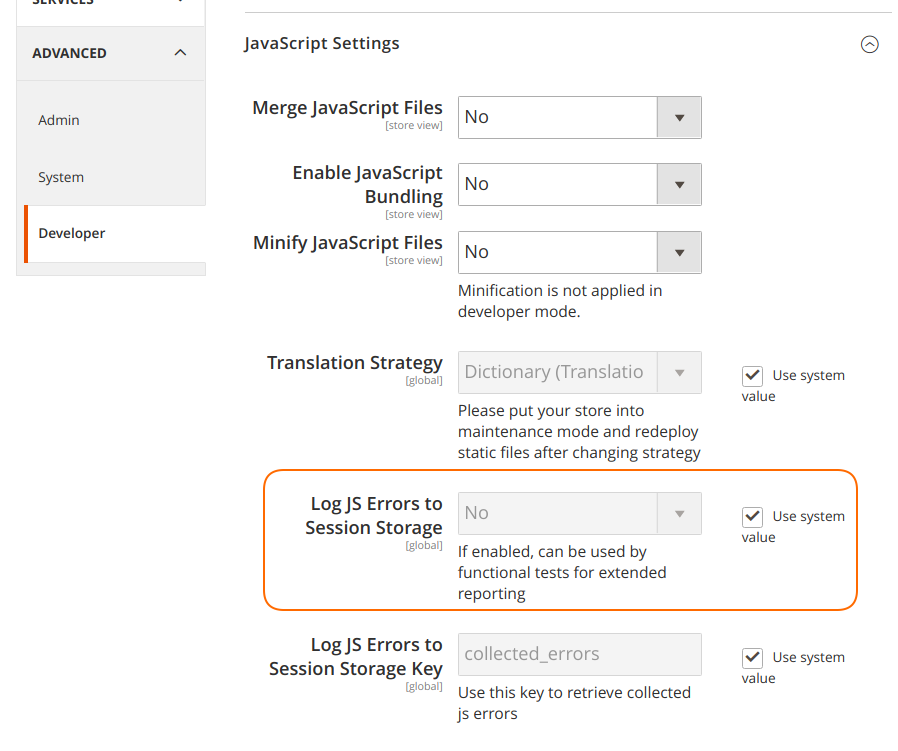 SERVICES
ADVANCED
Admin
System
Developer
JavaScript Settings
Merge JavaScript Files
[store view]
No
Enable JavaScript
Bundling
[store view]
No
Minify JavaScript Files
[store view]
No
Minification is not applied in
developer mode.
Translation Strategy
[global]
Dictionary (Translatio
Use system
value
Please put your store into
maintenance mode and redeploy
static files after changing strategy
Log JS Errors to
Session Storage
[global]
No
Use system
value
If enabled, can be used by
functional tests for extended
reporting
Log JS Errors to
Session Storage Key
[global]
collected_errors
Use system
value
Use this key to retrieve collected
js errors